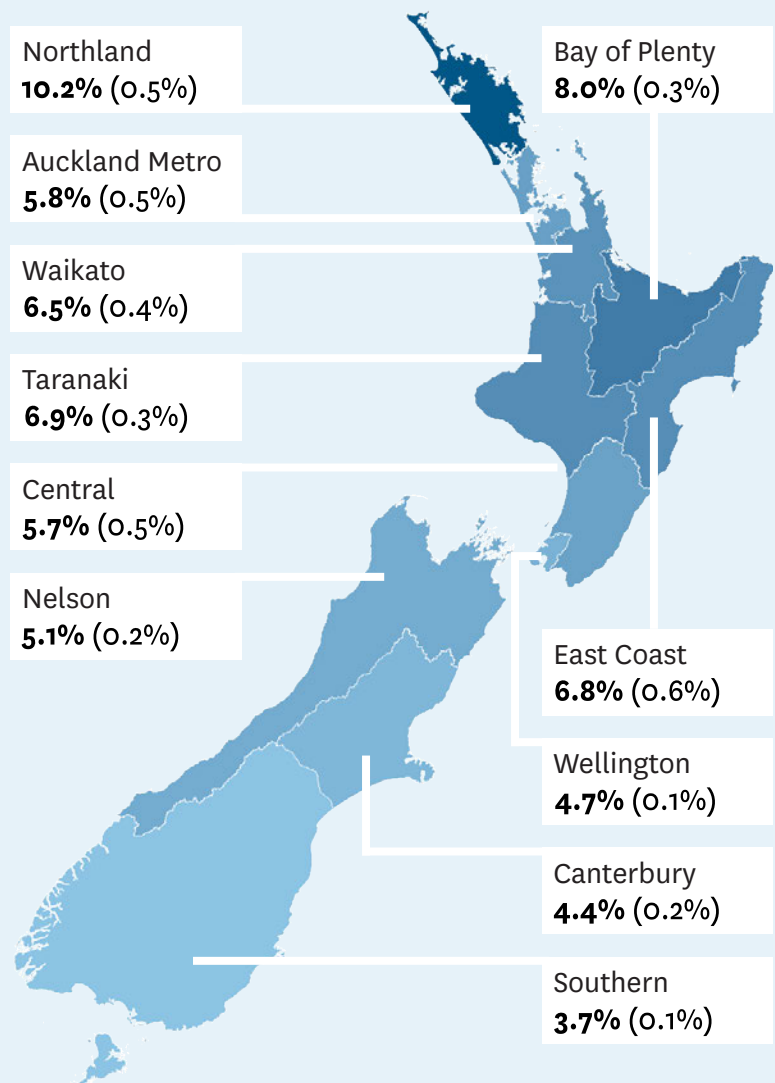 Northland
10.2% (0.5%)
Auckland Metro
5.8% (0.5%)
Waikato
6.5% (0.4%)
Taranaki
6.9% (0.3%)
Central
5.7% (0.5%)
Nelson
5.1% (0.2%)
Bay of Plenty
8.0% (0.3%)
East Coast
6.8% (0.6%)
Wellington
4.7% (0.1%)
Canterbury
4.4% (0.2%)
Southern
3.7% (0.1%)